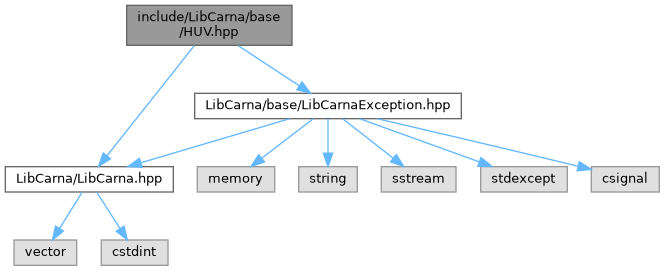 include/LibCarna/base
/HUV.hpp
LibCarna/base/LibCarnaException.hpp
LibCarna/LibCarna.hpp
memory
string
sstream
stdexcept
csignal
vector
cstdint